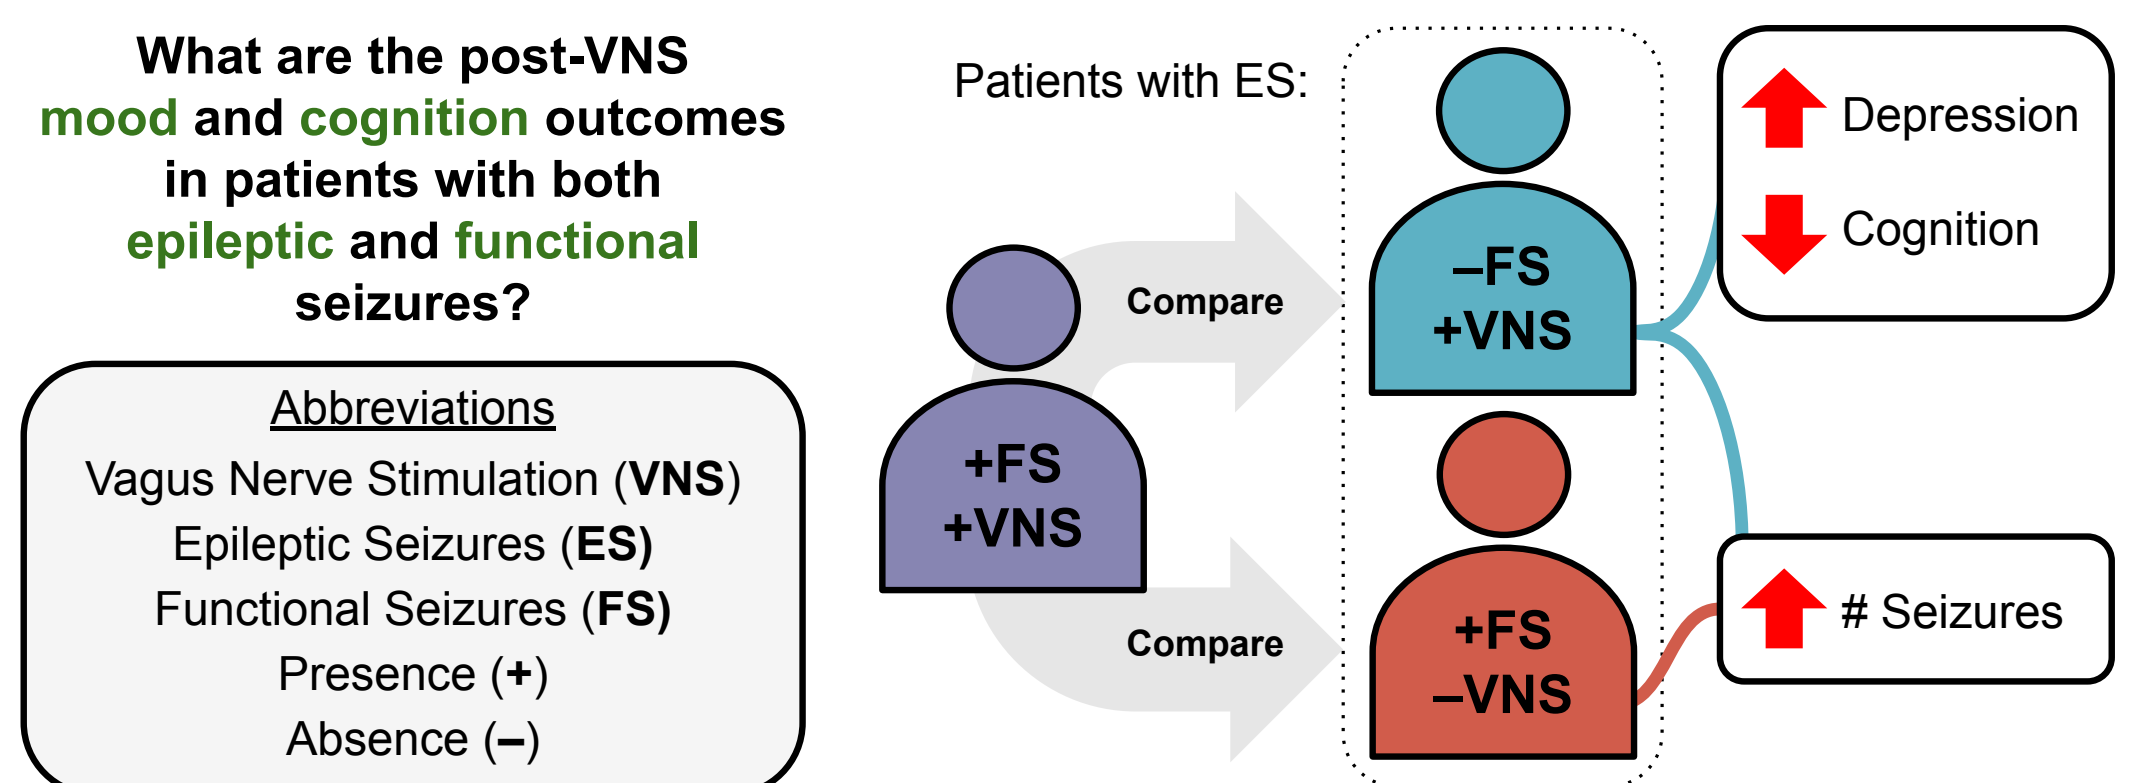 What are the post-VNS
mood and cognition outcomes
in patients with both
epileptic and functional
seizures?
Abbreviations
Vagus Nerve Stimulation (VNS)
Epileptic Seizures (ES)
Functional Seizures (FS)
Presence (+)
Absence (–)
Patients with ES:
+FS
+VNS
Compare
Compare
–FS
+VNS
+FS
–VNS
Depression
Cognition
# Seizures